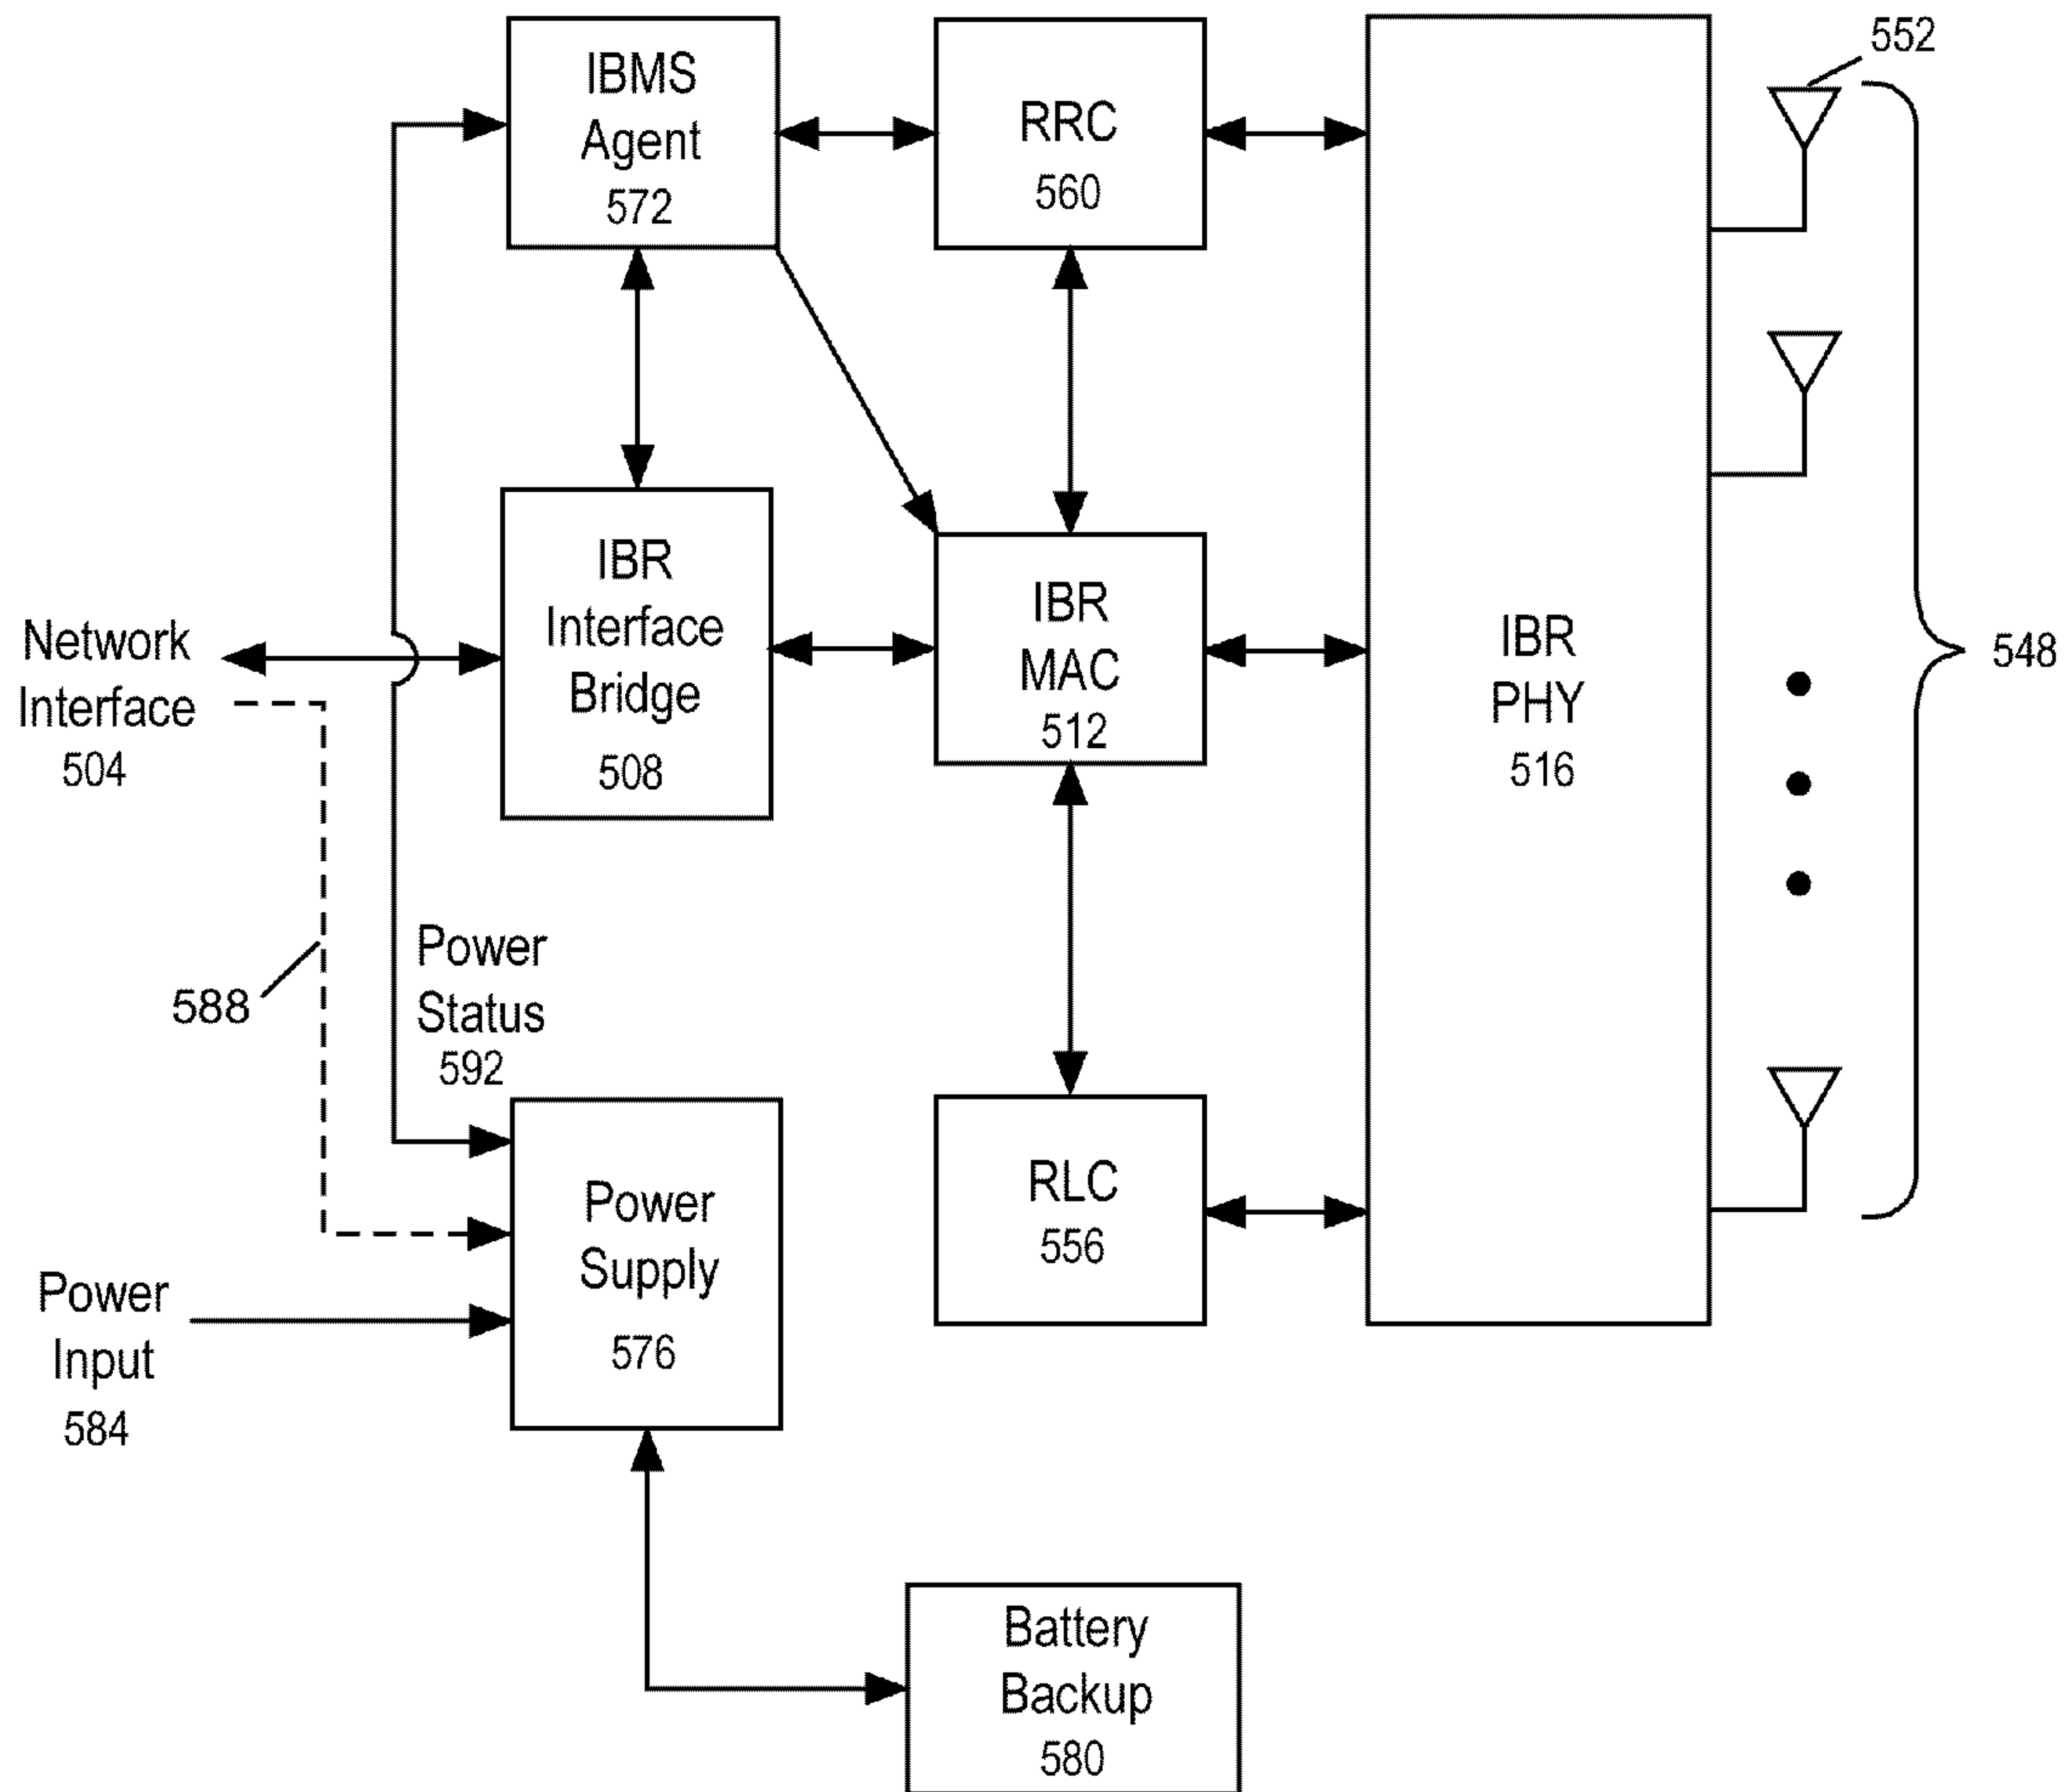 552
IBMS
Agent
572
RRC
560
IBR
Interface
Bridge
508
IBR
MAC
512
IBR
PHY
516
548
Network
Interface
504
588
Power
Status
592
Power
Supply
576
RLC
556
Power
Input
584
Battery
Backup
580